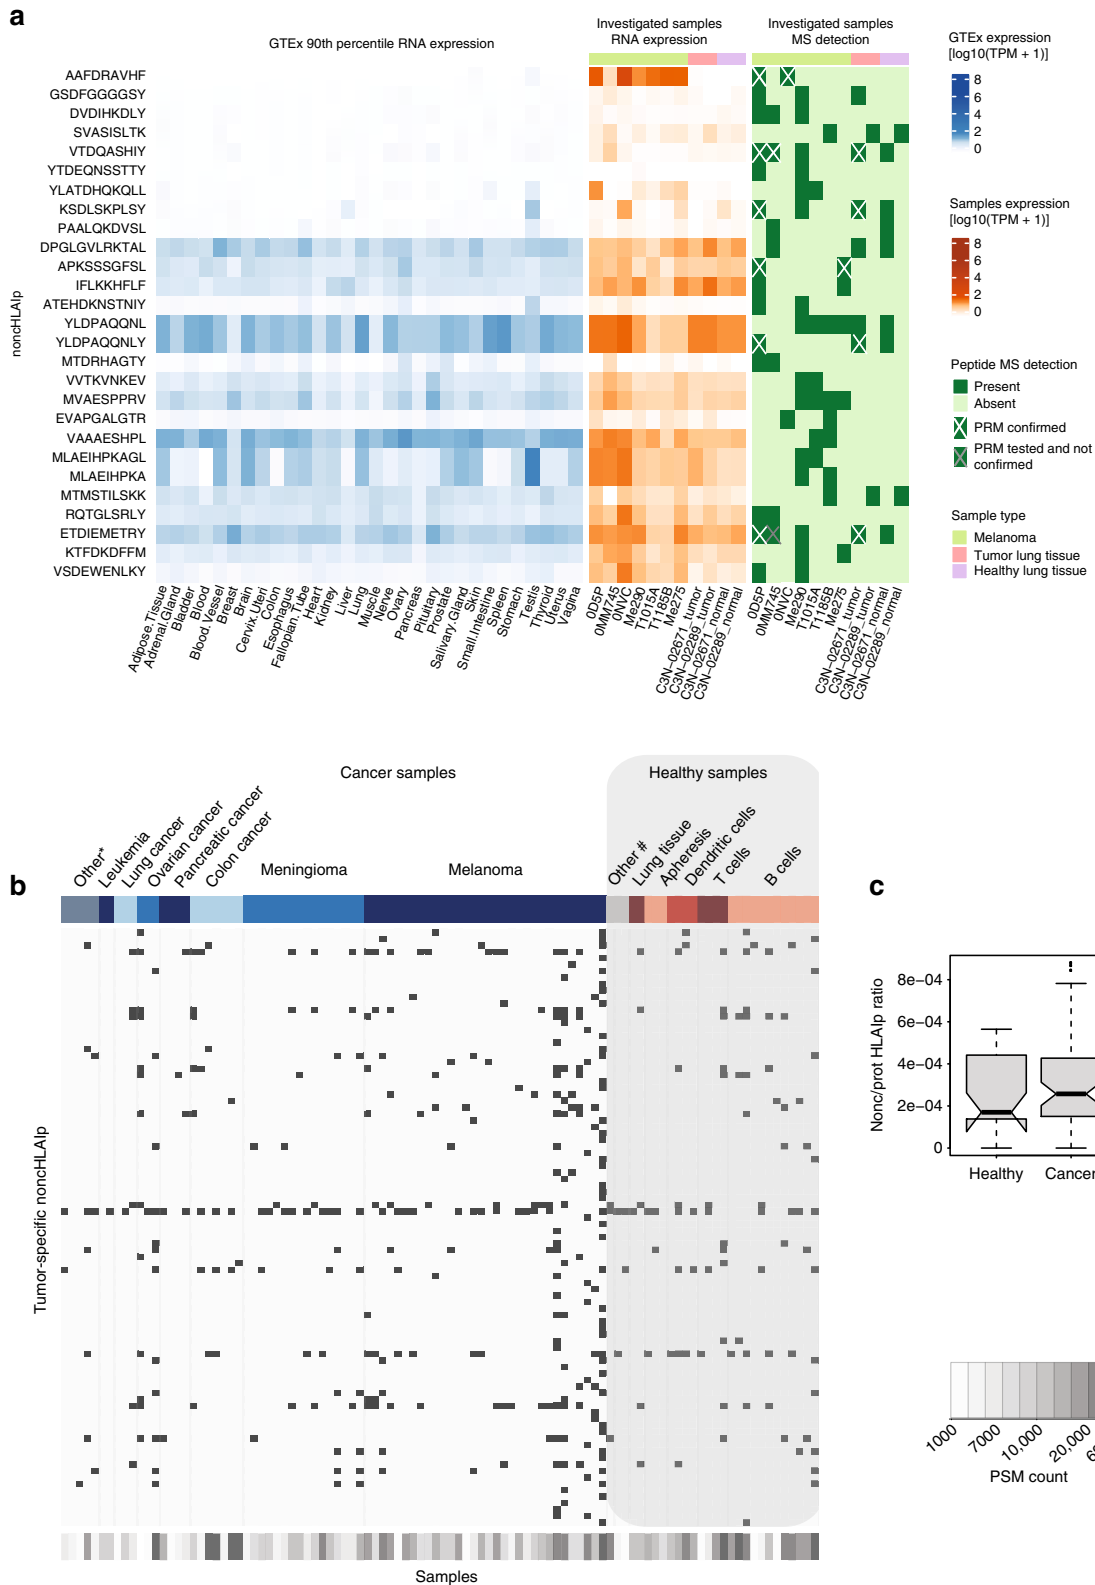 a
GTEx 90th percentile RNA expression
Investigated samples
RNA expression
Investigated samples
MS detection
GTEx expression
[log10(TPM + 1)]
8
6
4
2
0
Samples expression
[log10(TPM + 1)]
8
6
4
2
0
Peptide MS detection
Present
Absent
PRM confirmed
PRM tested and not
confirmed
Sample type
Melanoma
Tumor lung tissue
Healthy lung tissue
noncHLAIp
AAFDRAVHF
GSDFGGGGSY
DVDIHKDLY
SVASISLTK
VTDQASHIY
YTDEQNSSTTY
YLATDHQKQLL
KSDLSKPLSY
PAALQKDVSL
DPGLGVLRKTAL
APKSSSGFSL
IFLKKHFLF
ATEHDKNSTNIY
YLDPAQQNL
YLDPAQQNLY
MTDRHAGTY
VVTKVNKEV
MVAESPPRV
EVAPGALGTR
VAAAESHPL
MLAEIHPKAGL
MLAEIHPKA
MTMSTILSKK
RQTGLSRLY
ETDIEMETRY
KTFDKDFFM
VSDEWENLKY
Adipose.Tissue
Adrenal.Gland
Bladder
Blood
Blood.Vessel
Breast
Brain
Cervix.Uteri
Colon
Esophagus
Fallopian.Tube
Heart
Kidney
Liver
Lung
Muscle
Nerve
Ovary
Pancreas
Pituitary
Prostate
Salivary.Gland
Skin
Small.Intestine
Spleen
Stomach
Testis
Thyroid
Uterus
Vagina
0D5P
0MM745
0NVC
Me290
T1015A
T1185B
Me275
C3N–02671_tumor
C3N–02289_tumor
C3N–02671_normal
C3N–02289_normal
0D5P
0MM745
0NVC
Me290
T1015A
T1185B
Me275
C3N–02671_tumor
C3N–02289_tumor
C3N–02671_normal
C3N–02289_normal
b
Cancer samples
Healthy samples
Other*
Leukemia
Lung cancer
Ovarian cancer
Pancreatic cancer
Colon cancer
Meningioma
Melanoma
Other #
Lung tissue
Apheresis
Dendritic cells
T cells
B cells
Tumor-specific noncHLAIp
Samples
c
Nonc/prot HLAIp ratio
8e–04
6e–04
4e–04
2e–04
0
Healthy
Cancer
1000
7000
10,000
20,000
PSM count